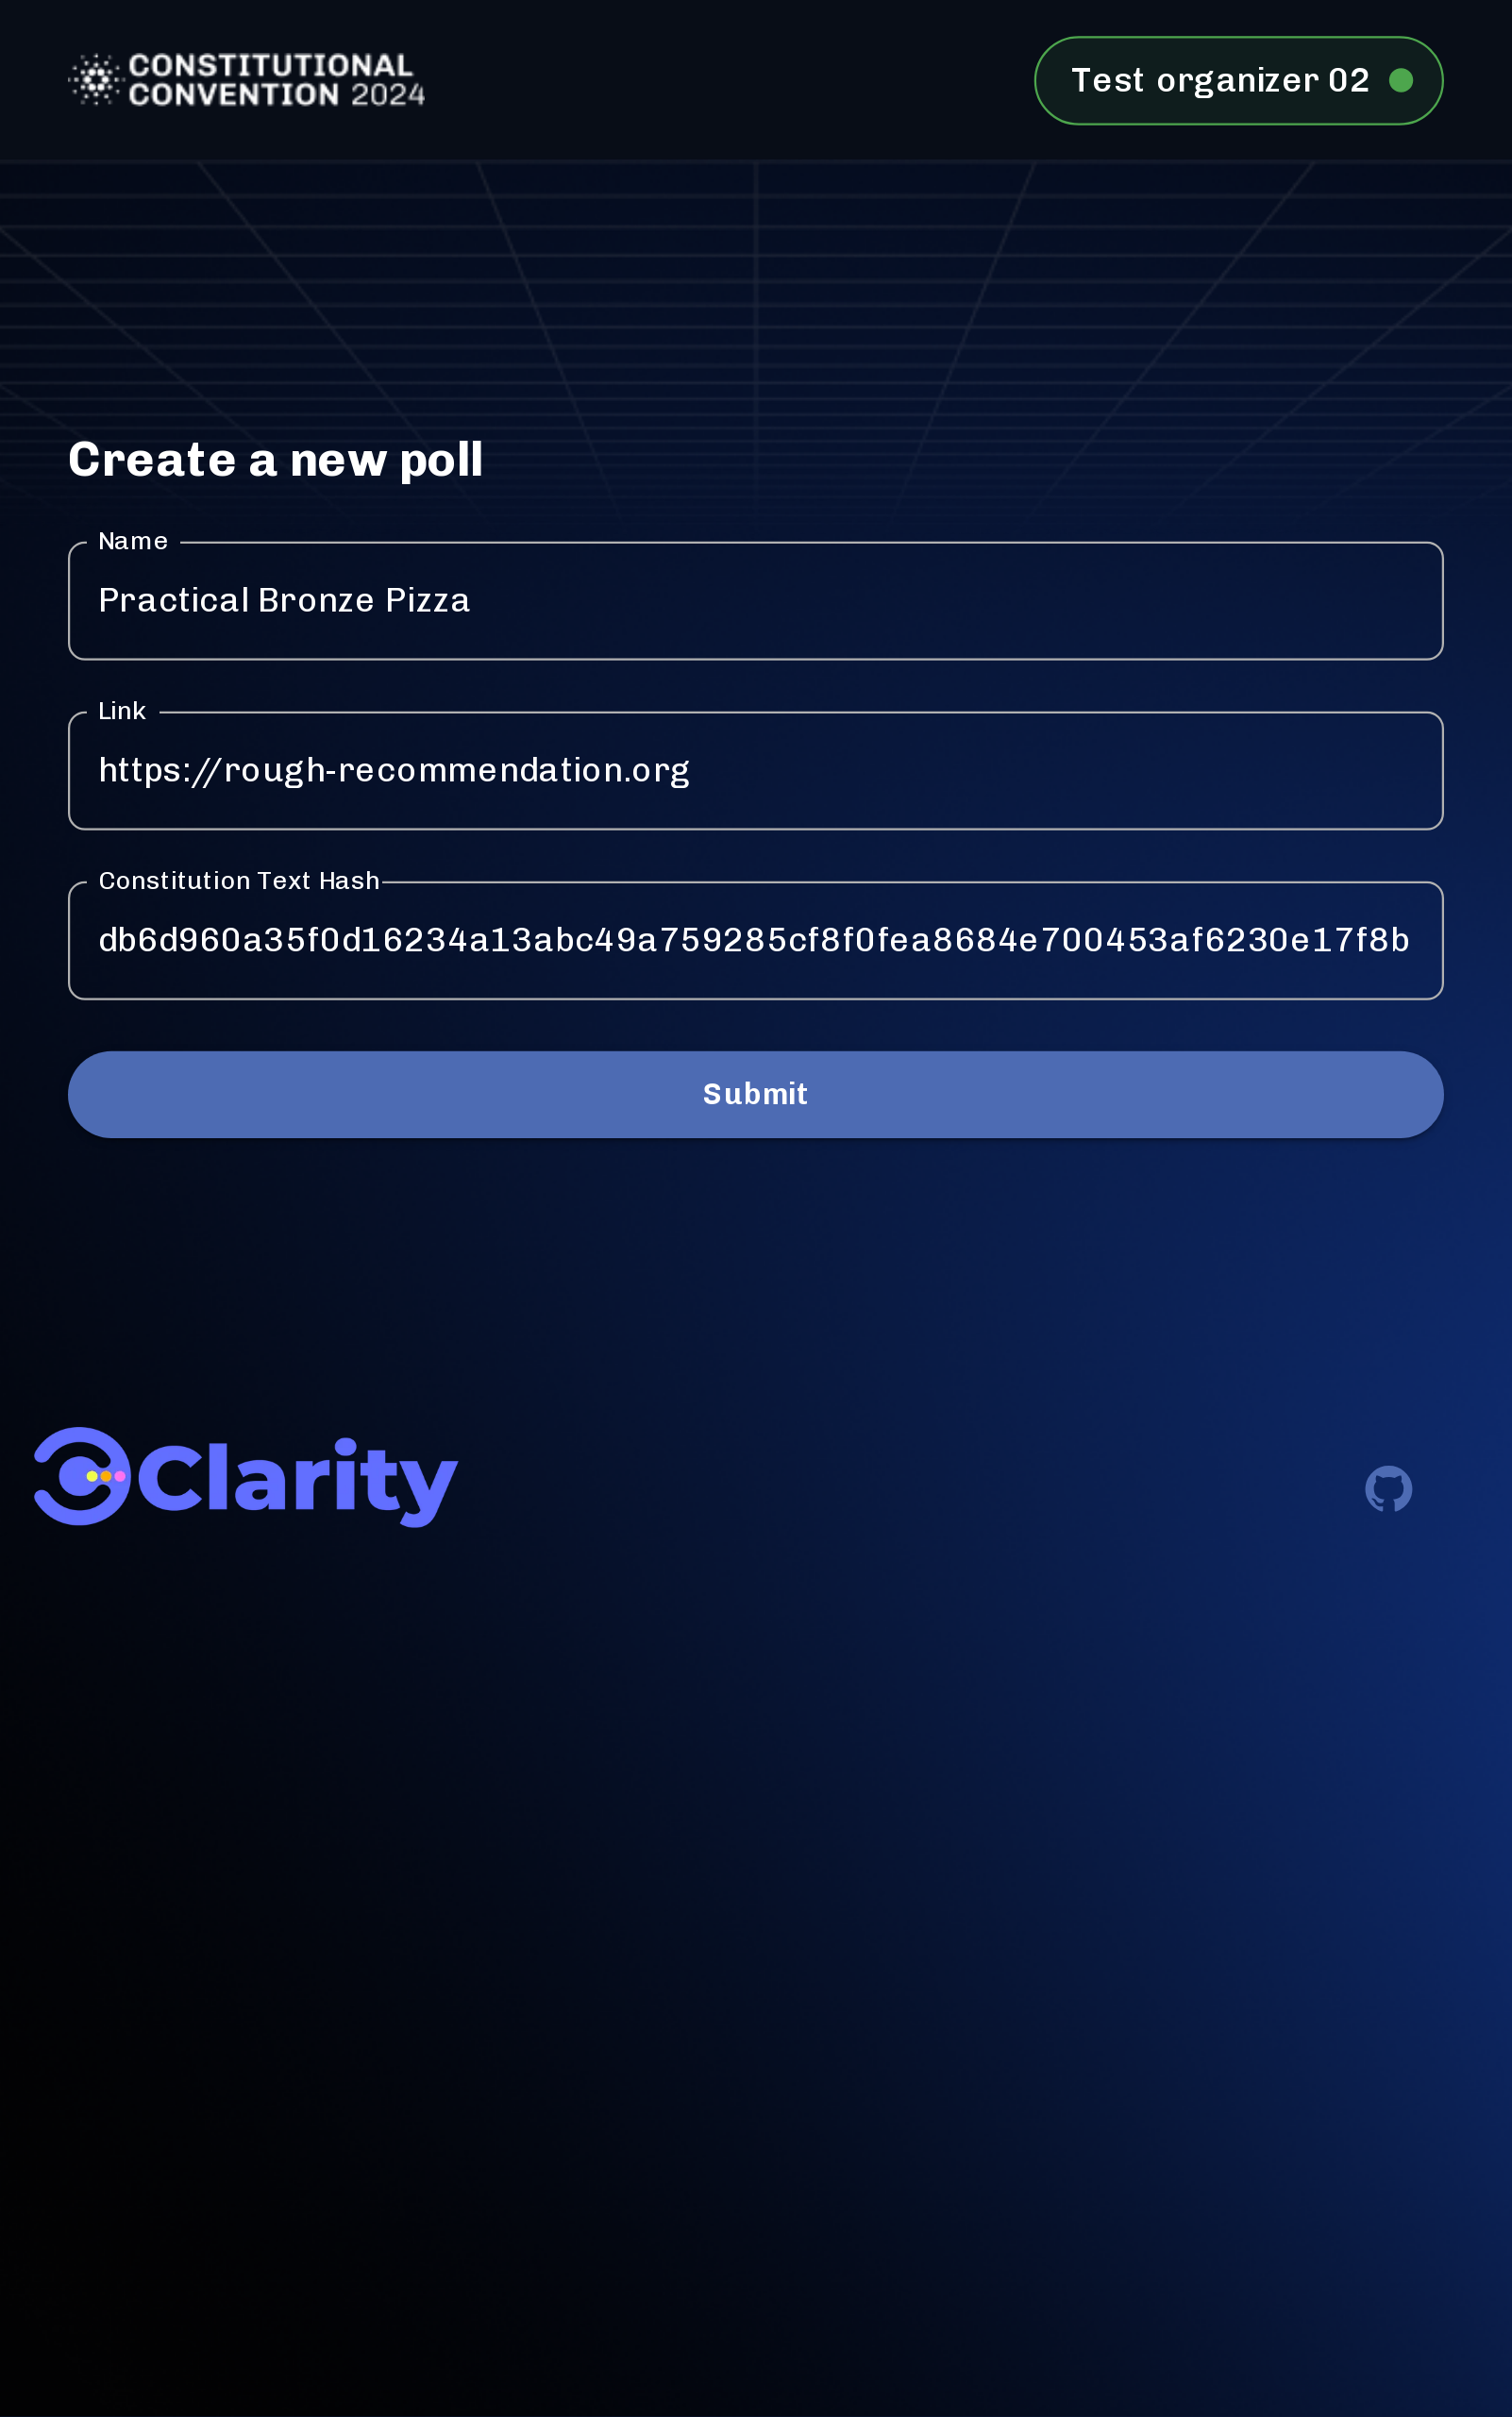 CONSTITUTIONAL
CONVENTION 2024
Test organizer 02
Create a new poll
Name
Practical Bronze Pizza
Link
https://rough-recommendation.org
Constitution Text Hash
db6d960a35f0d16234a13abc49a759285cf8f0fea8684e700453af6230e17f8b
Submit
Clarity